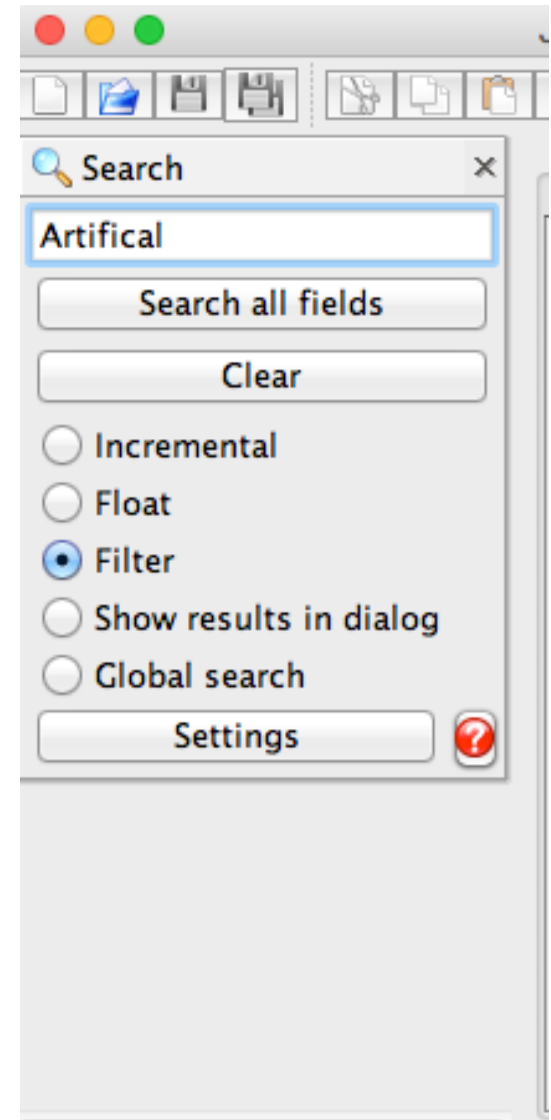 Search
Artifical
Search all fields
Clear
Incremental
Float
Filter
Show results in dialog
Global search
Settings